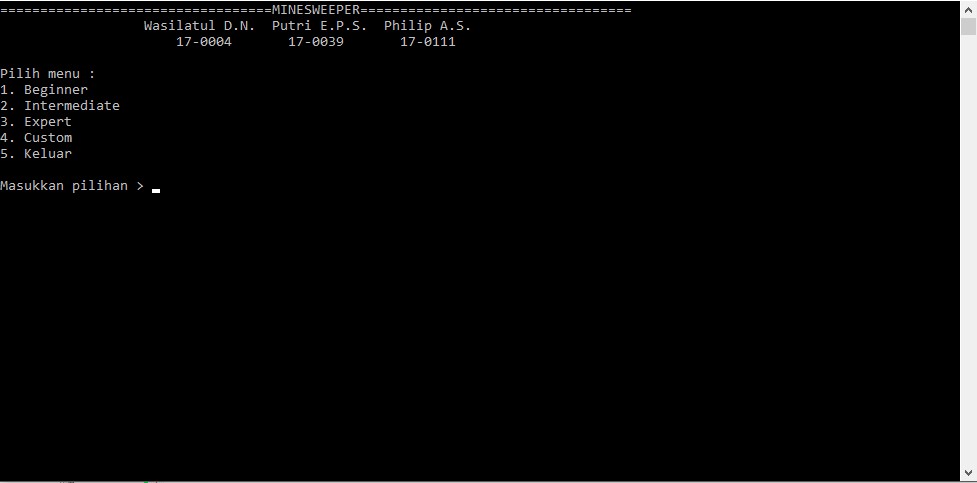 ==================================MINESWEEPER==================================
Wasilatul D.N. Putri E.P.S. Philip A.S.
17-0004 17-0039 17-0111
Pilih menu :
1. Beginner
2. Intermediate
3. Expert
4. Custom
5. Keluar
Masukkan pilihan >